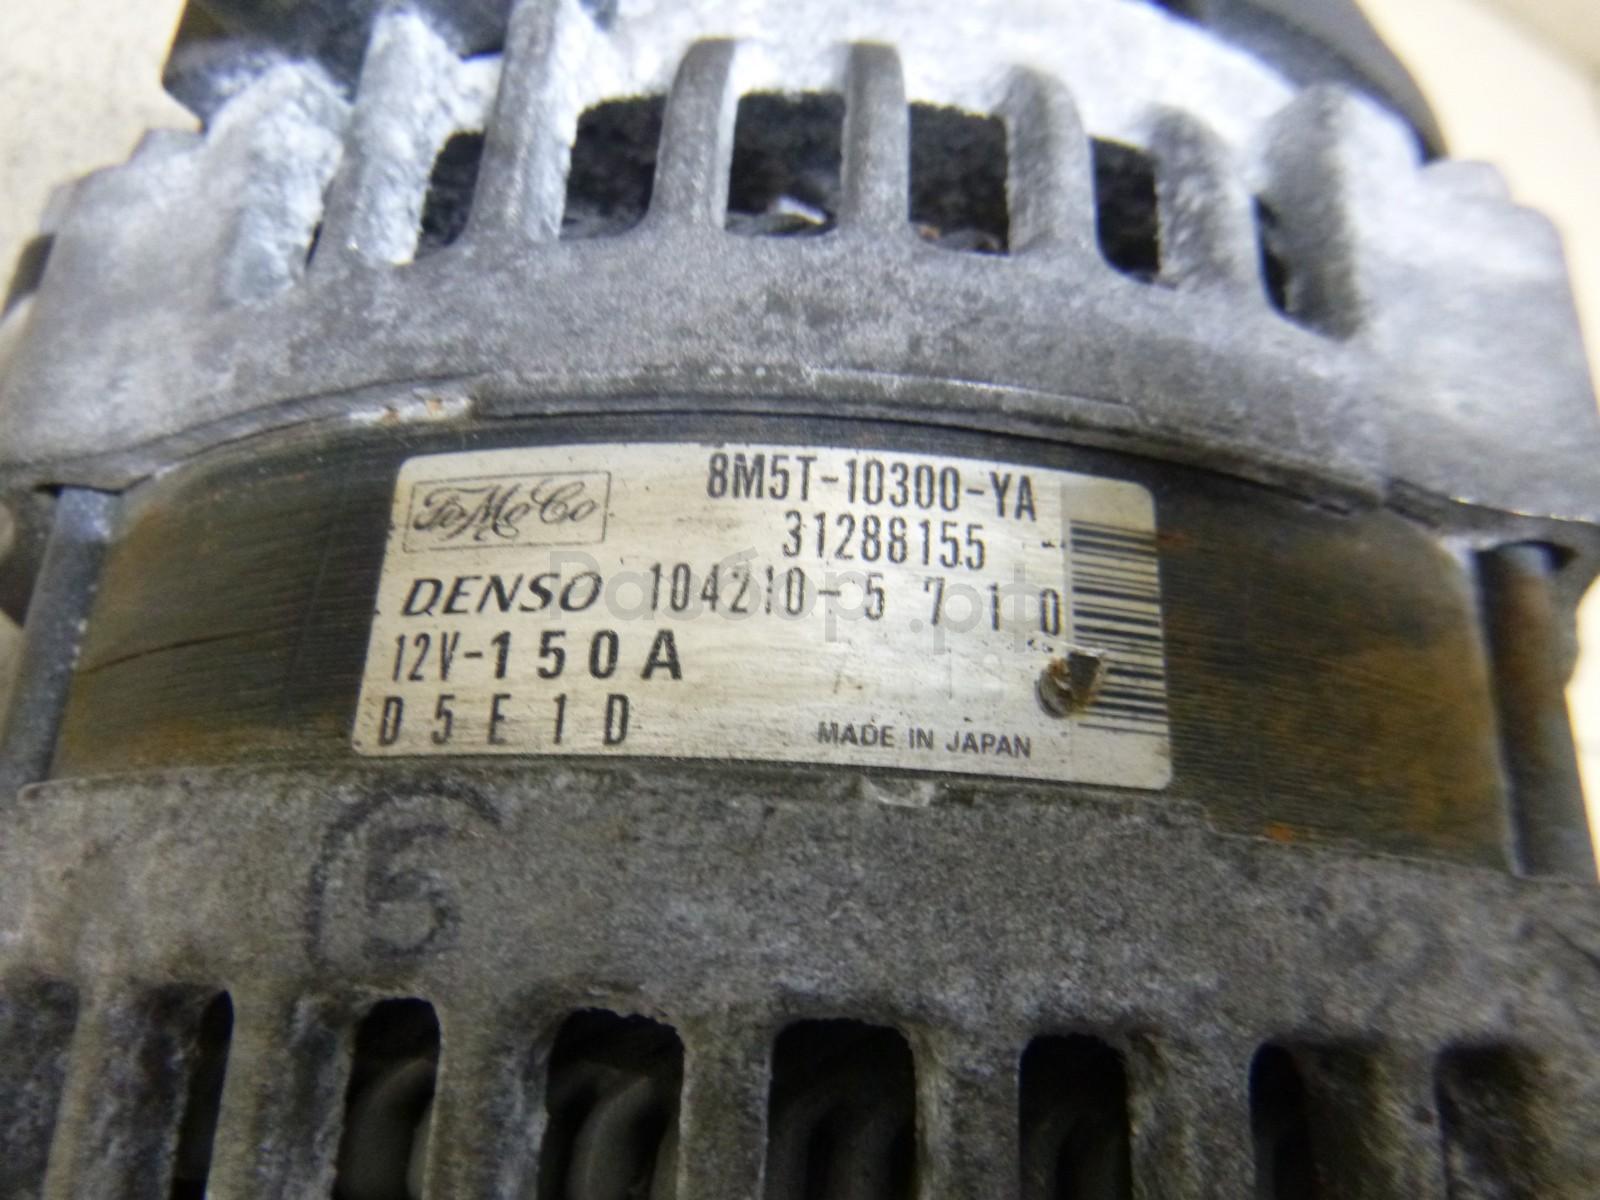 FoMoCo
8M5T-10300-YA
31288155
DENSO 104210-5710
12V-150A
D5E1D
MADE IN JAPAN
Разбор.рф
6